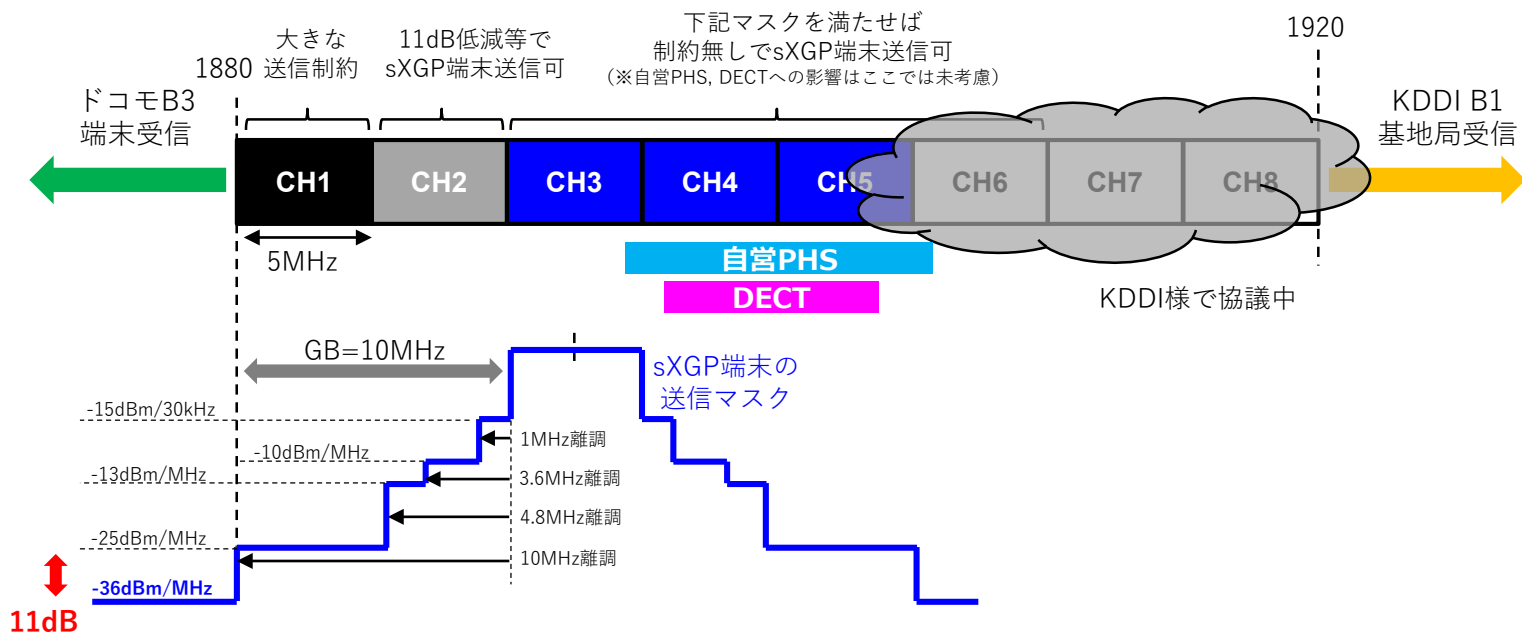 大きな
送信制約
11dB低減等で
sXGP端末送信可
下記マスクを満たせば
制約無しでsXGP端末送信可
（※自営PHS, DECTへの影響はここでは未考慮）
1880
1920
ドコモB3
端末受信
KDDI B1
基地局受信
CH1
CH2
CH3
CH4
CH5
CH6
CH7
CH8
5MHz
自営PHS
DECT
KDDI様で協議中
GB=10MHz
sXGP端末の
送信マスク
-15dBm/30kHz
1MHz離調
-10dBm/MHz
-13dBm/MHz
3.6MHz離調
4.8MHz離調
-25dBm/MHz
10MHz離調
-36dBm/MHz
11dB